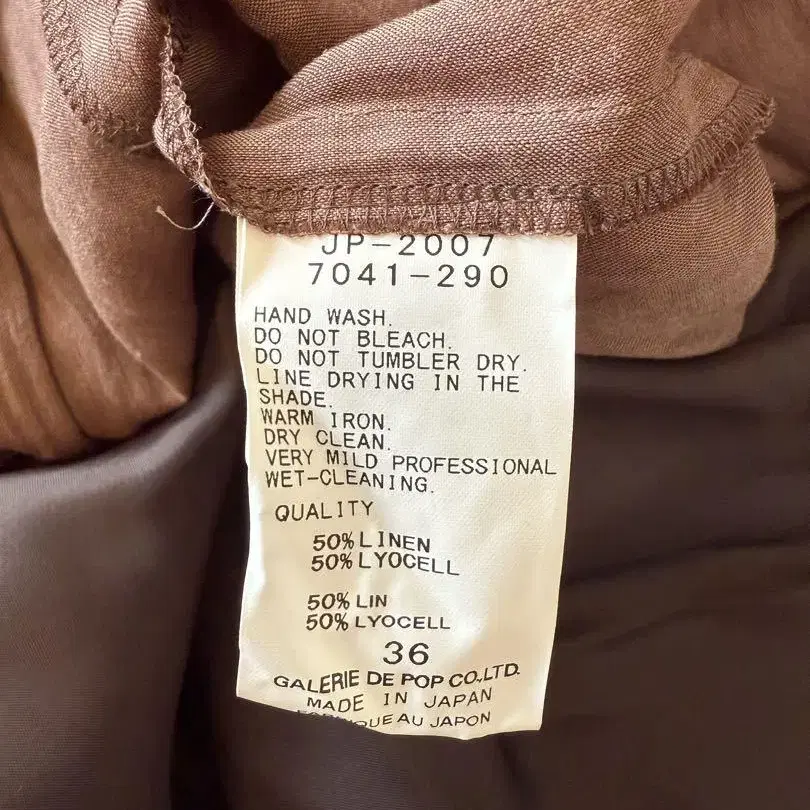 JP-2007
7041-290
HAND WASH.
DO NOT BLEACH.
DO NOT TUMBLER DRY.
LINE DRYING IN THE
SHADE.
WARM IRON.
DRY CLEAN.
VERY MILD PROFESSIONAL
WET-CLEANING.
QUALITY
50% LINEN
50% LYOCELL
50% LIN
50% LYOCELL
36
GALERIE DE POP CO.,LTD.
MADE IN JAPAN
AU JAPON